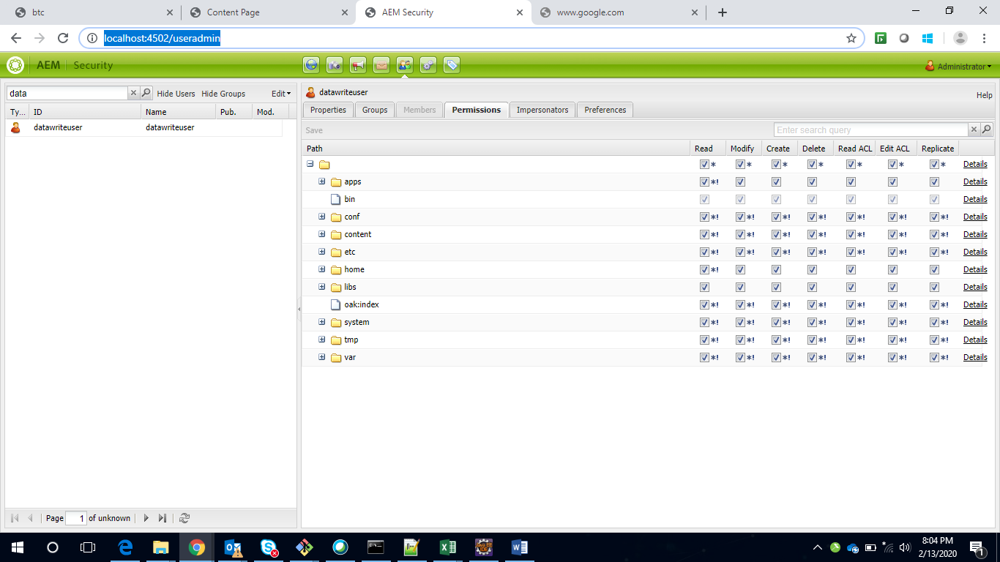 btc
Content Page
AEM Security
www.google.com
localhost:4502/useradmin
AEM Security
Administrator
data
Hide Users Hide Groups Edit
Ty... ID Name Pub. Mod.
datawriteuser datawriteuser
Page 1 of unknown
datawriteuser
Help
Properties Groups Members Permissions Impersonators Preferences
Save
Enter search query
Path Read Modify Create Delete Read ACL Edit ACL Replicate
* * * * * * * Details
apps *! Details
bin Details
conf *! *! *! *! *! *! *! Details
content *! *! *! *! *! *! *! Details
etc *! *! *! *! *! *! *! Details
home *! Details
libs Details
oak:index *! *! *! *! *! *! *! Details
system *! *! *! *! *! *! *! Details
tmp *! *! *! *! *! *! *! Details
var *! *! *! *! *! *! *! Details
8:04 PM
2/13/2020
1